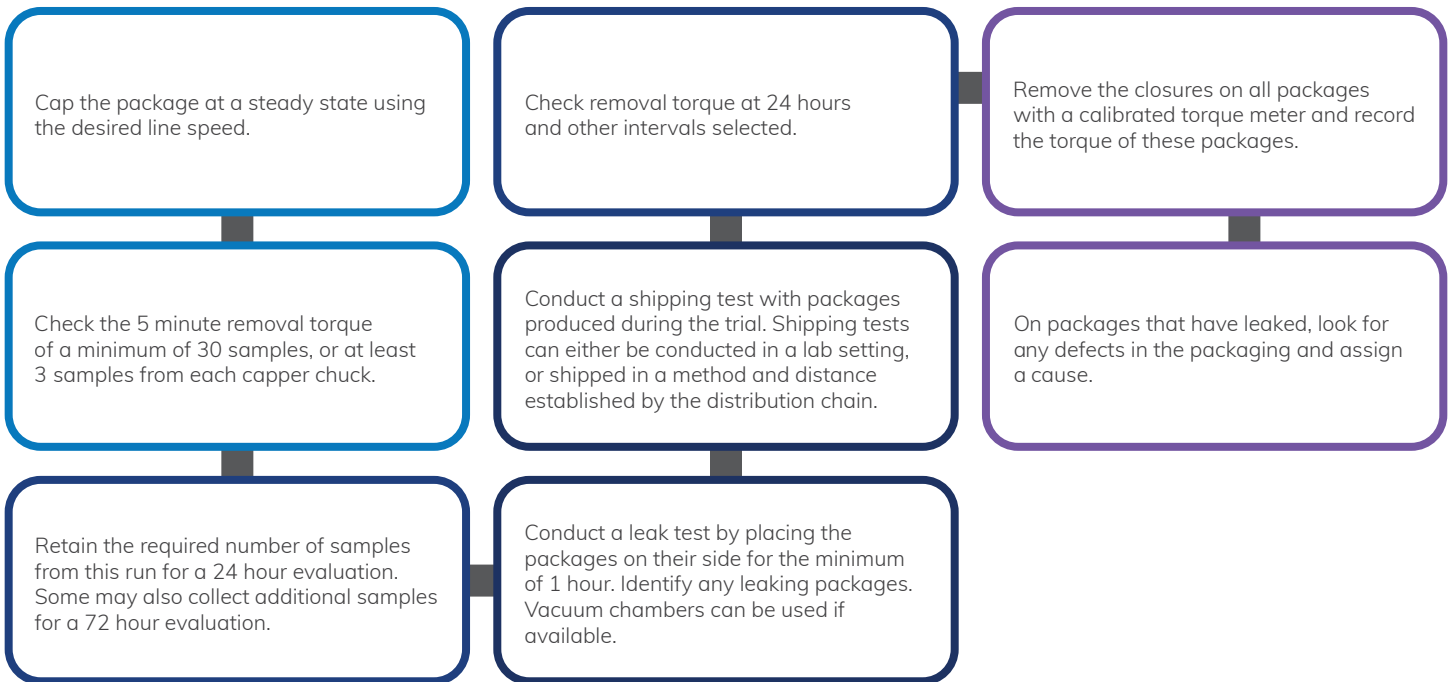 Cap the package at a steady state using
the desired line speed.
Check the 5 minute removal torque
of a minimum of 30 samples, or at least
3 samples from each capper chuck.
Retain the required number of samples
from this run for a 24 hour evaluation.
Some may also collect additional samples
for a 72 hour evaluation.
Check removal torque at 24 hours
and other intervals selected.
Conduct a shipping test with packages
produced during the trial. Shipping tests
can either be conducted in a lab setting,
or shipped in a method and distance
established by the distribution chain.
Conduct a leak test by placing the
packages on their side for the minimum
of 1 hour. Identify any leaking packages.
Vacuum chambers can be used if
available.
Remove the closures on all packages
with a calibrated torque meter and record
the torque of these packages.
On packages that have leaked, look for
any defects in the packaging and assign
a cause.